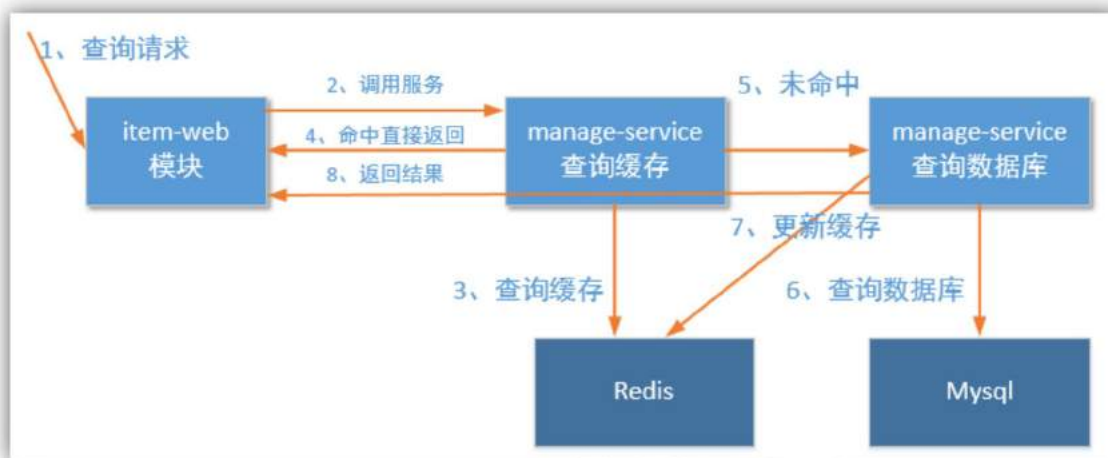 1、查询请求
2、调用服务
5、未命中
item-web
模块
4、命中直接返回
manage-service
查询缓存
manage-service
查询数据库
8、返回结果
7、更新缓存
3、查询缓存
6、查询数据库
Redis
Mysql